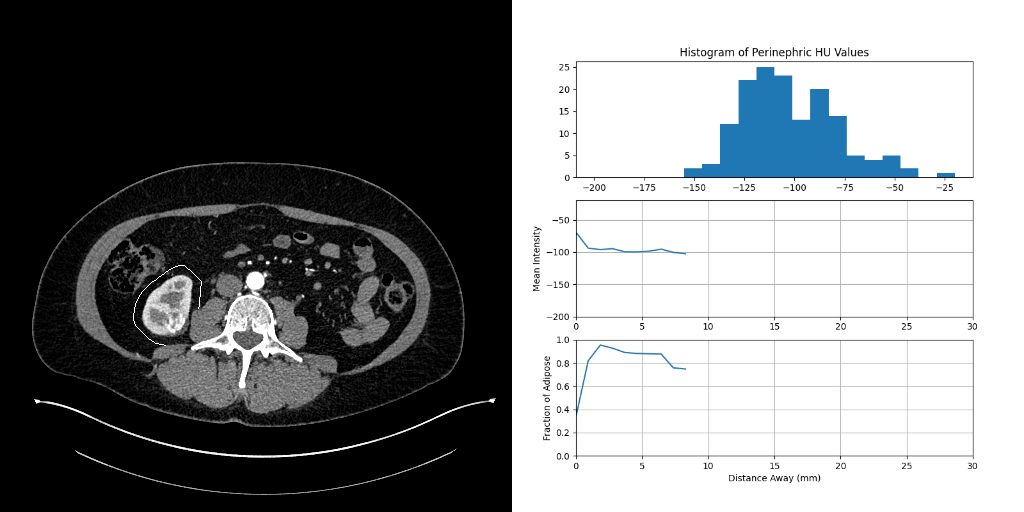 Histogram of Perinephric HU Values
25
20
15
10
5
0
−200 −175 −150 −125 −100 −75 −50 −25
Mean Intensity
−50
−100
−150
−200
0 5 10 15 20 25 30
Fraction of Adipose
1.0
0.8
0.6
0.4
0.2
0.0
0 5 10 15 20 25 30
Distance Away (mm)